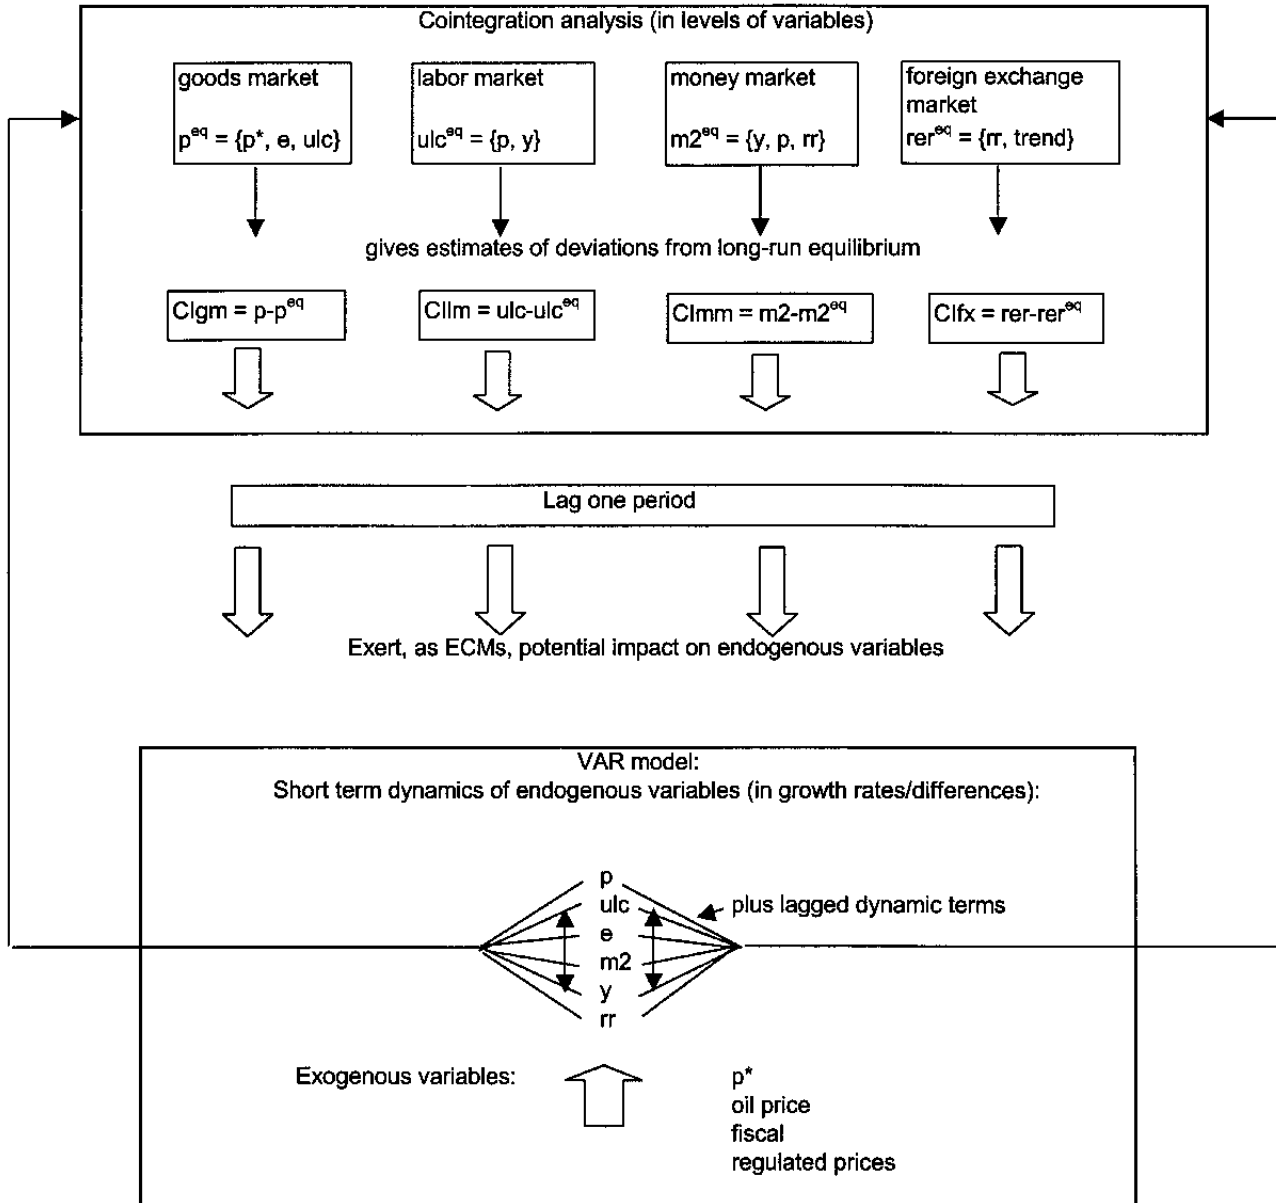 Cointegration analysis (in levels of variables)
goods market
p^eq = {p*, e, ulc}
labor market
ulc^eq = {p, y}
money market
m2^eq = {y, p, rr}
foreign exchange
market
rer^eq = {rr, trend}
gives estimates of deviations from long-run equilibrium
CIgm = p-p^eq
CIlm = ulc-ulc^eq
CImm = m2-m2^eq
CIfx = rer-rer^eq
Lag one period
Exert, as ECMs, potential impact on endogenous variables
VAR model:
Short term dynamics of endogenous variables (in growth rates/differences):
p
ulc
plus lagged dynamic terms
e
m2
y
rr
Exogenous variables:
p*
oil price
fiscal
regulated prices